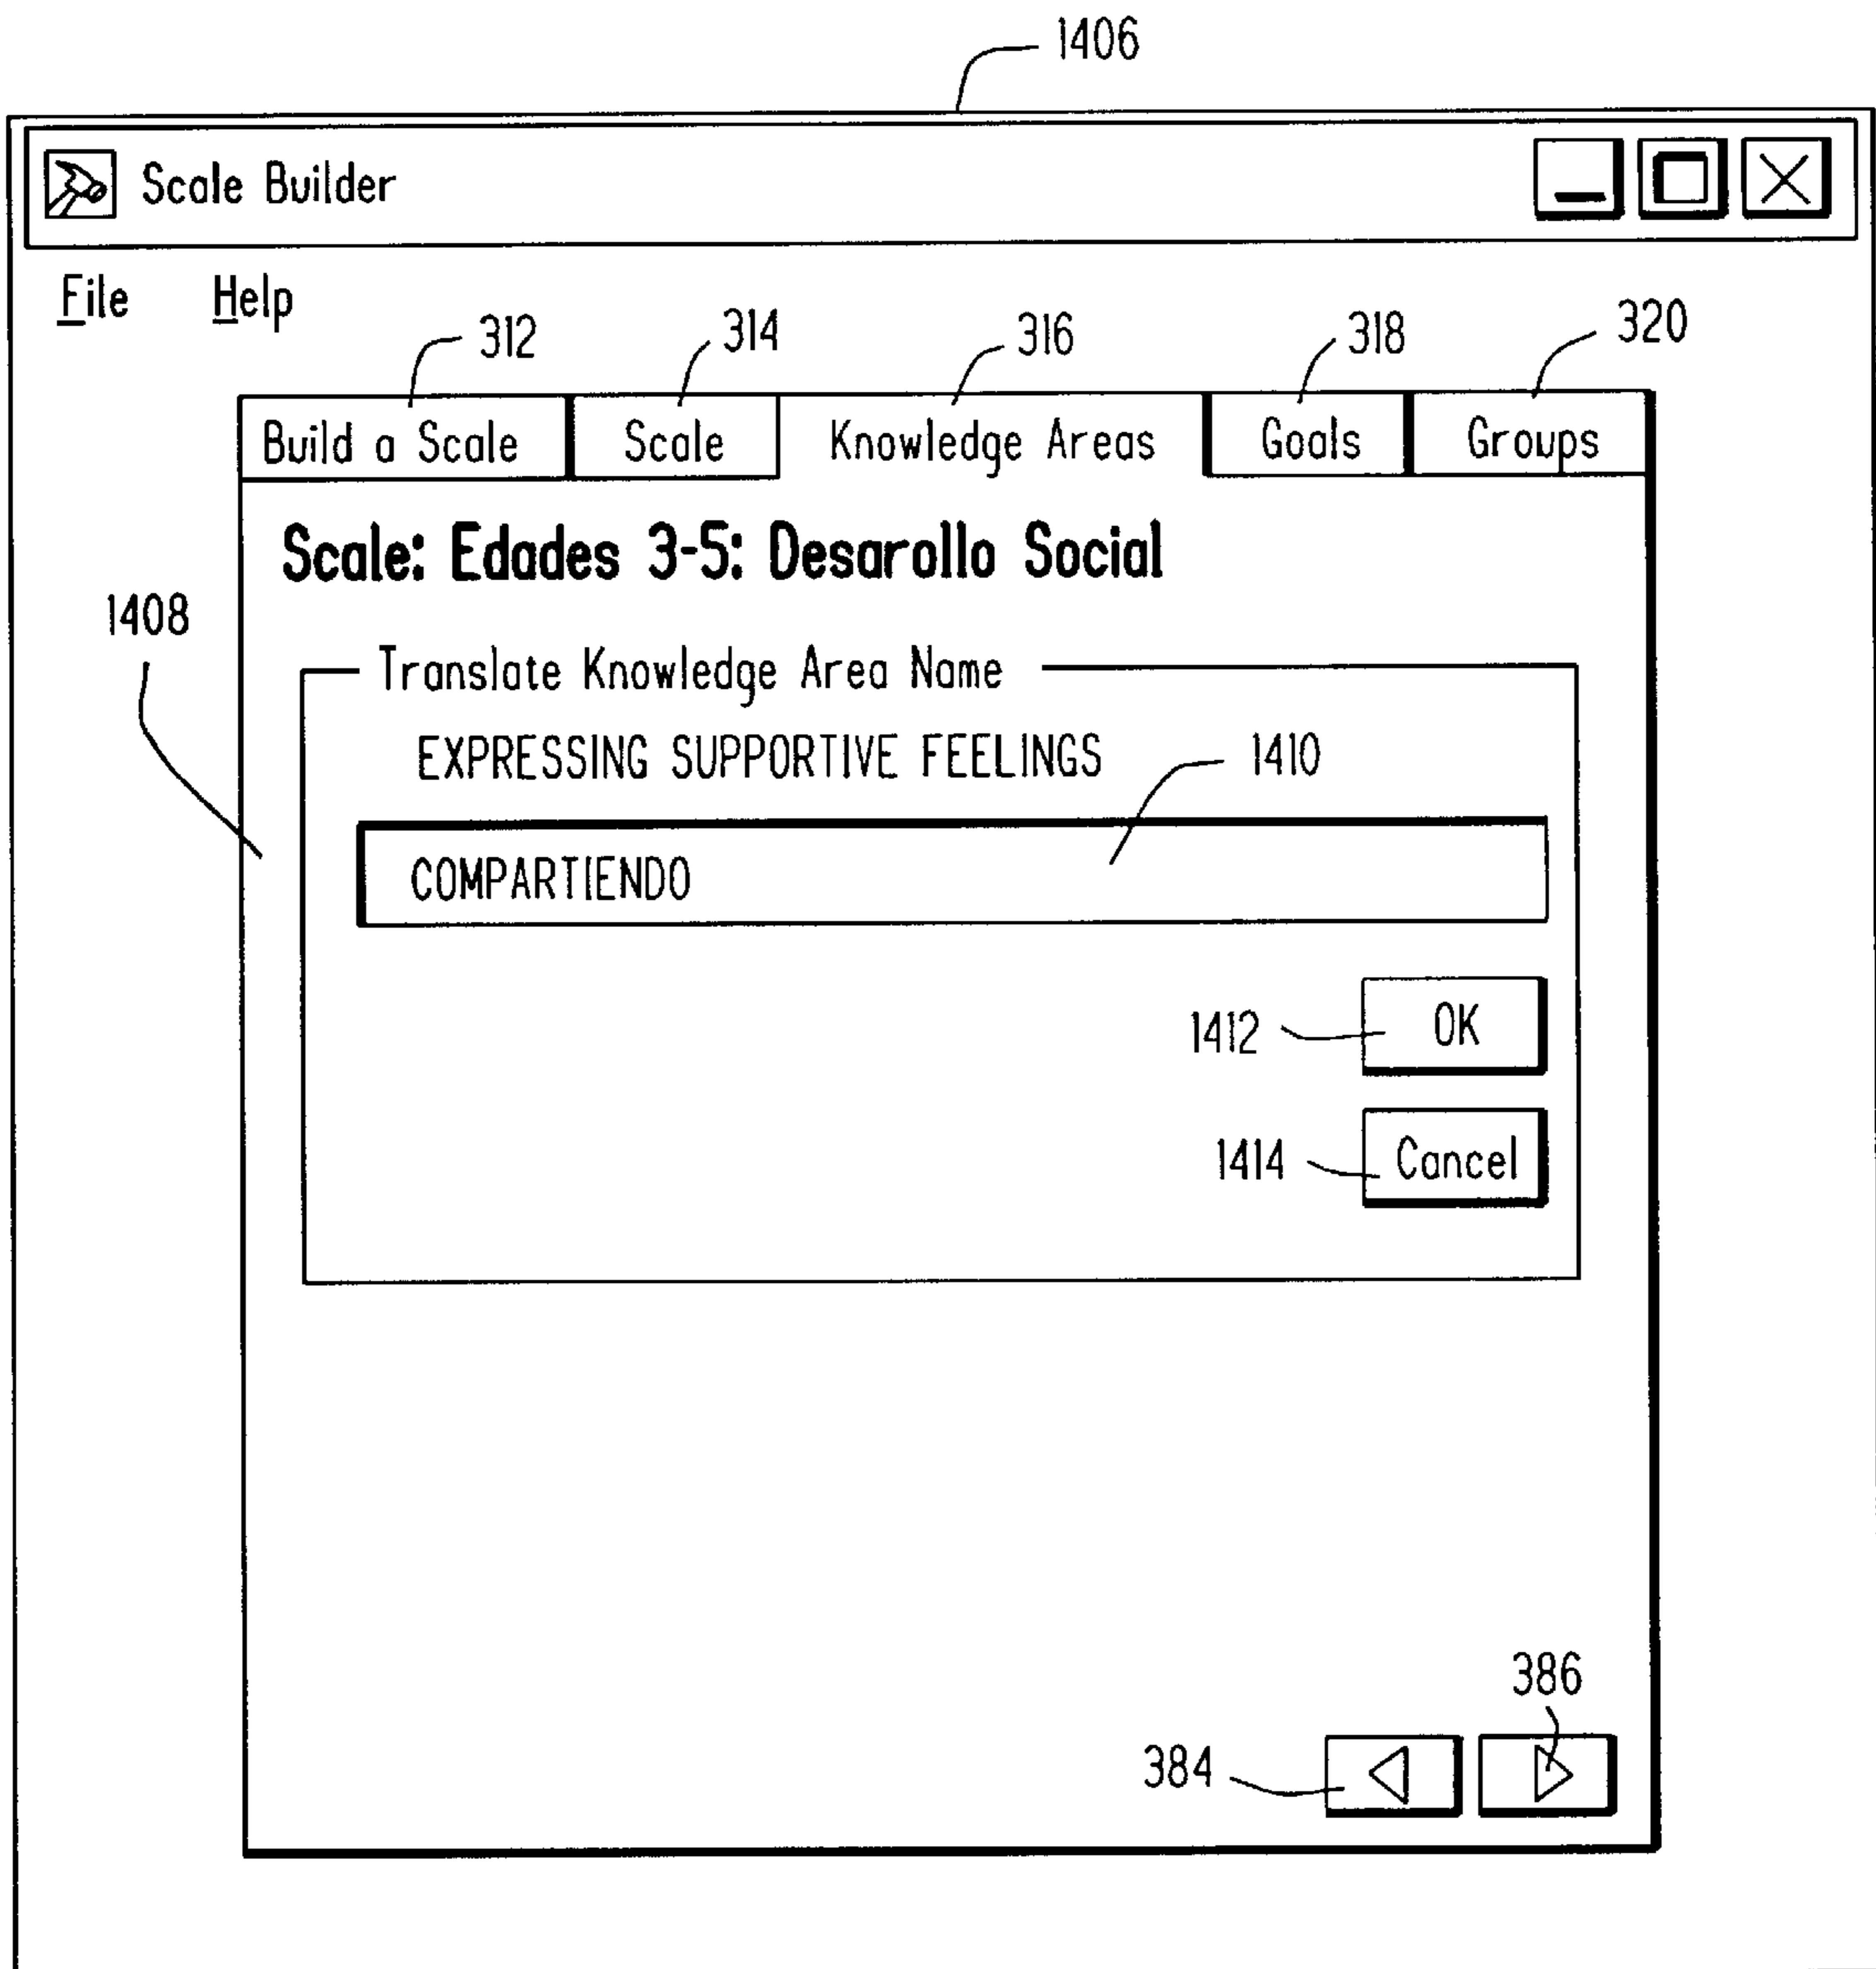 1406
Scale Builder
File Help
312 314 316 318 320
Build a Scale Scale Knowledge Areas Goals Groups
Scale: Edades 3-5: Desarollo Social
1408
Translate Knowledge Area Name
EXPRESSING SUPPORTIVE FEELINGS 1410
COMPARTIENDO
1412 OK
1414 Cancel
386
384